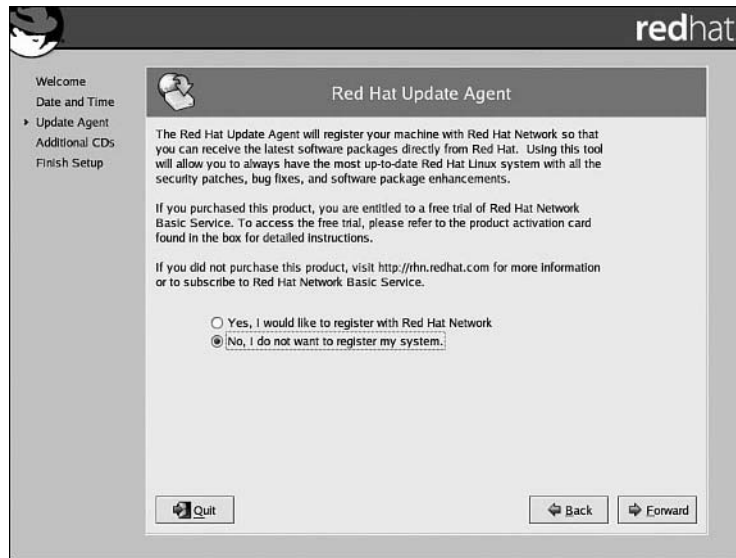 redhat
Welcome
Date and Time
Update Agent
Additional CDs
Finish Setup
Red Hat Update Agent
The Red Hat Update Agent will register your machine with Red Hat Network so that
you can receive the latest software packages directly from Red Hat. Using this tool
will allow you to always have the most up-to-date Red Hat Linux system with all the
security patches, bug fixes, and software package enhancements.
If you purchased this product, you are entitled to a free trial of Red Hat Network
Basic Service. To access the free trial, please refer to the product activation card
found in the box for detailed instructions.
If you did not purchase this product, visit http://rhn.redhat.com for more information
or to subscribe to Red Hat Network Basic Service.
Yes, I would like to register with Red Hat Network
No, I do not want to register my system.
Quit
Back
Forward